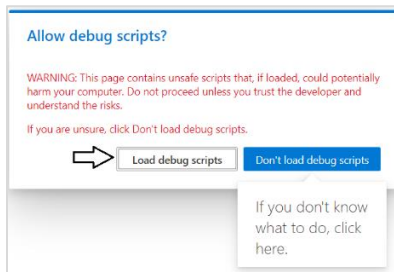 Allow debug scripts?
WARNING: This page contains unsafe scripts that, if loaded, could potentially
harm your computer. Do not proceed unless you trust the developer and
understand the risks.
If you are unsure, click Don't load debug scripts.
Load debug scripts
Don't load debug scripts
If you don't know
what to do, click
here.